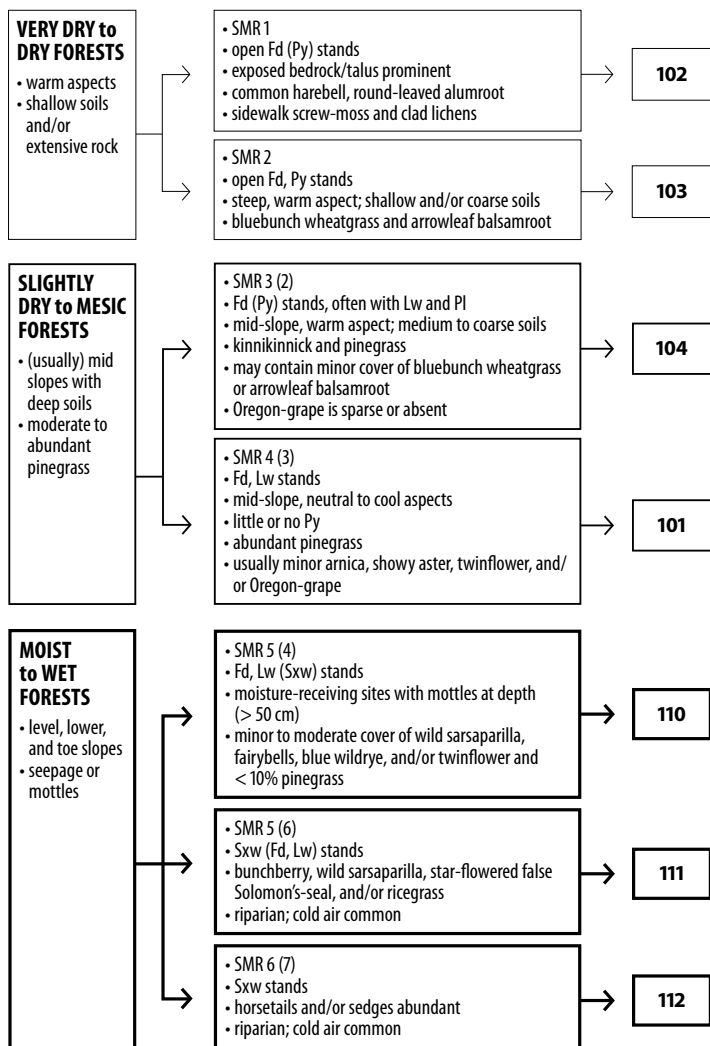 VERY DRY to
DRY FORESTS
• warm aspects
• shallow soils
and/or
extensive rock
• SMR 1
• open Fd (Py) stands
• exposed bedrock/talus prominent
• common harebell, round-leaved alumroot
• sidewalk screw-moss and clad lichens
102
• SMR 2
• open Fd, Py stands
• steep, warm aspect; shallow and/or coarse soils
• bluebunch wheatgrass and arrowleaf balsamroot
103
SLIGHTLY
DRY to MESIC
FORESTS
• (usually) mid
slopes with
deep soils
• moderate to
abundant
pinegrass
• SMR 3 (2)
• Fd (Py) stands, often with Lw and Pl
• mid-slope, warm aspect; medium to coarse soils
• kinnikinnick and pinegrass
• may contain minor cover of bluebunch wheatgrass
or arrowleaf balsamroot
• Oregon-grape is sparse or absent
104
• SMR 4 (3)
• Fd, Lw stands
• mid-slope, neutral to cool aspects
• little or no Py
• abundant pinegrass
• usually minor arnica, showy aster, twinflower, and/
or Oregon-grape
101
MOIST
to WET
FORESTS
• level, lower,
and toe slopes
• seepage or
mottles
• SMR 5 (4)
• Fd, Lw (Sxw) stands
• moisture-receiving sites with mottles at depth
(> 50 cm)
• minor to moderate cover of wild sarsaparilla,
fairybells, blue wildrye, and/or twinflower and
< 10% pinegrass
110
• SMR 5 (6)
• Sxw (Fd, Lw) stands
• bunchberry, wild sarsaparilla, star-flowered false
Solomon's-seal, and/or ricegrass
• riparian; cold air common
111
• SMR 6 (7)
• Sxw stands
• horsetails and/or sedges abundant
• riparian; cold air common
112